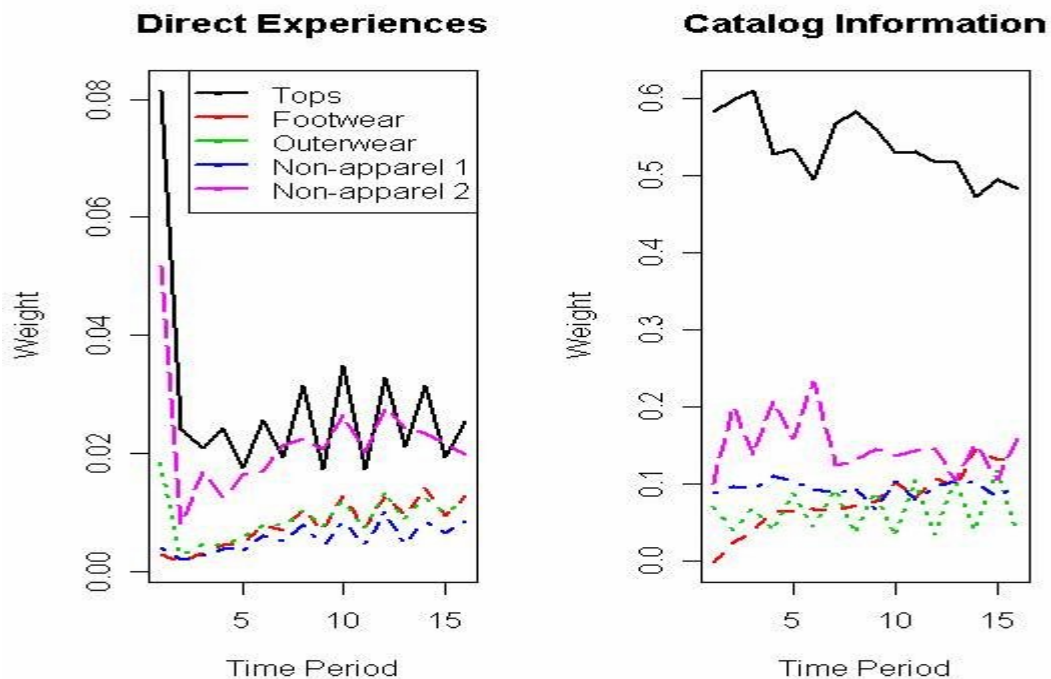 Direct Experiences
Weight
0.08
0.06
0.04
0.02
0.00
Tops
Footwear
Outerwear
Non-apparel 1
Non-apparel 2
5 10 15
Time Period
Catalog Information
Weight
0.6
0.5
0.4
0.3
0.2
0.1
0.0
5 10 15
Time Period